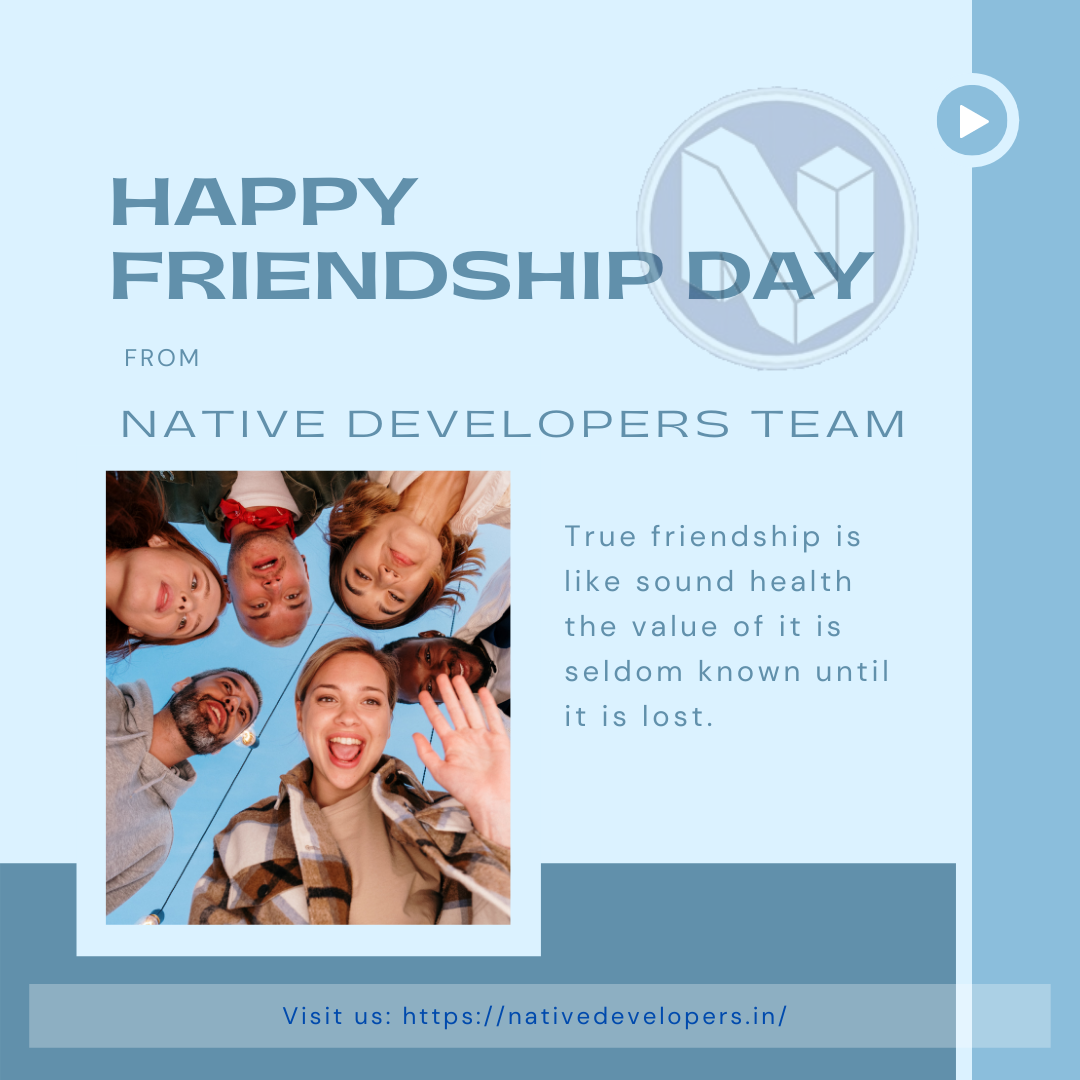 HAPPY
FRIENDSHIP DAY
FROM
NATIVE DEVELOPERS TEAM
True friendship is
like sound health
the value of it is
seldom known until
it is lost.
Visit us: https://nativedevelopers.in/